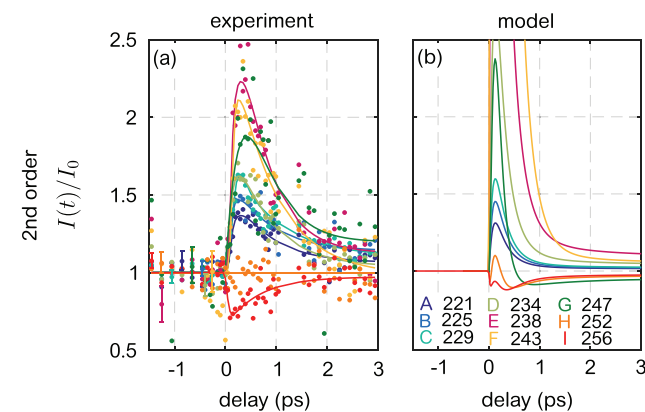 experiment
model
2nd order
I(t)/I₀
(a)
2.5
2
1.5
1
0.5
-1 0 1 2 3
delay (ps)
(b)
A 221 D 234 G 247
B 225 E 238 H 252
C 229 F 243 I 256
-1 0 1 2 3
delay (ps)